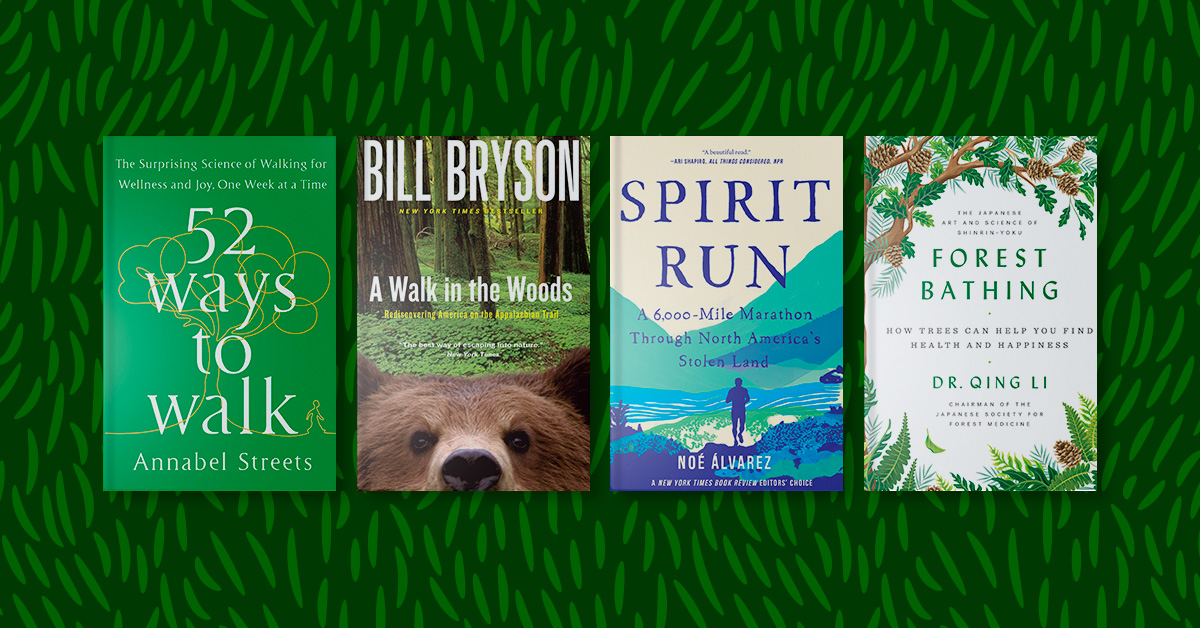 The Surprising Science of Walking for
Wellness and Joy, One Week at a Time
52
ways
to
walk
Annabel Streets
BILL BRYSON
NEW YORK TIMES BESTSELLER
A Walk in the Woods
Rediscovering America on the Appalachian Trail
"The best way of escaping into nature."
—New York Times
"A beautiful read."
—ARI SHAPIRO, ALL THINGS CONSIDERED, NPR
SPIRIT
RUN
A 6,000-Mile Marathon
Through North America's
Stolen Land
NOÉ ÁLVAREZ
A NEW YORK TIMES BOOK REVIEW EDITORS' CHOICE
THE JAPANESE
ART AND SCIENCE OF
SHINRIN-YOKU
FOREST
BATHING
HOW TREES CAN HELP YOU FIND
HEALTH AND HAPPINESS
DR. QING LI
CHAIRMAN OF THE
JAPANESE SOCIETY FOR
FOREST MEDICINE